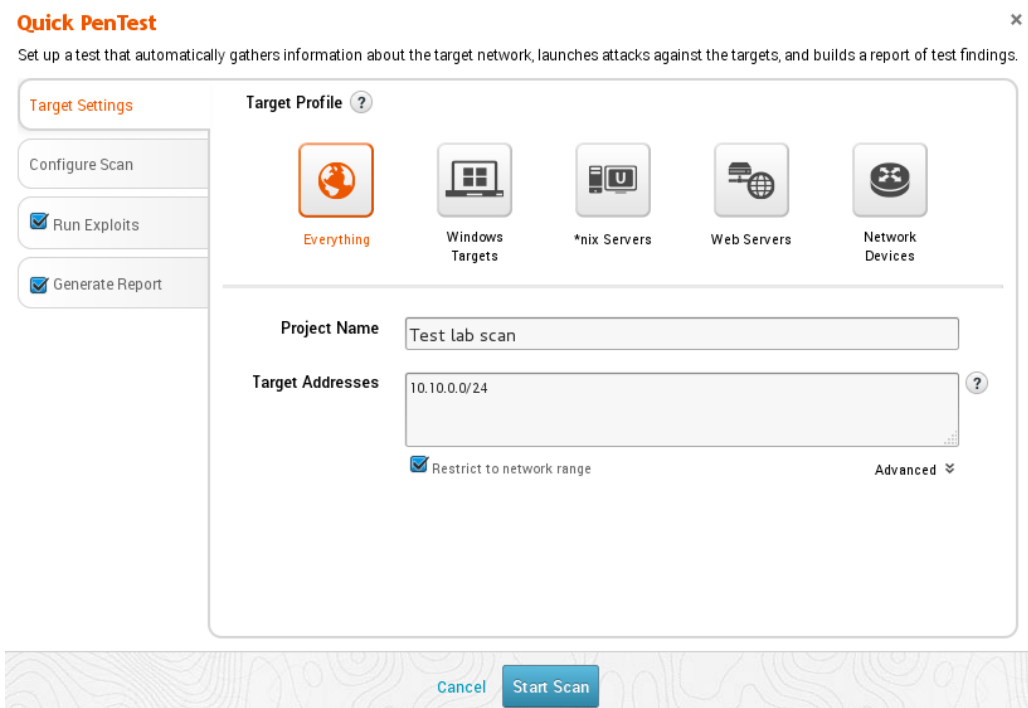 Quick PenTest
×
Set up a test that automatically gathers information about the target network, launches attacks against the targets, and builds a report of test findings.
Target Settings
Configure Scan
Run Exploits
Generate Report
Target Profile ?
U
Everything
Windows
Targets
*nix Servers
Web Servers
Network
Devices
Project Name
Test lab scan
Target Addresses
10.10.0.0/24
?
Restrict to network range
Advanced
Cancel
Start Scan